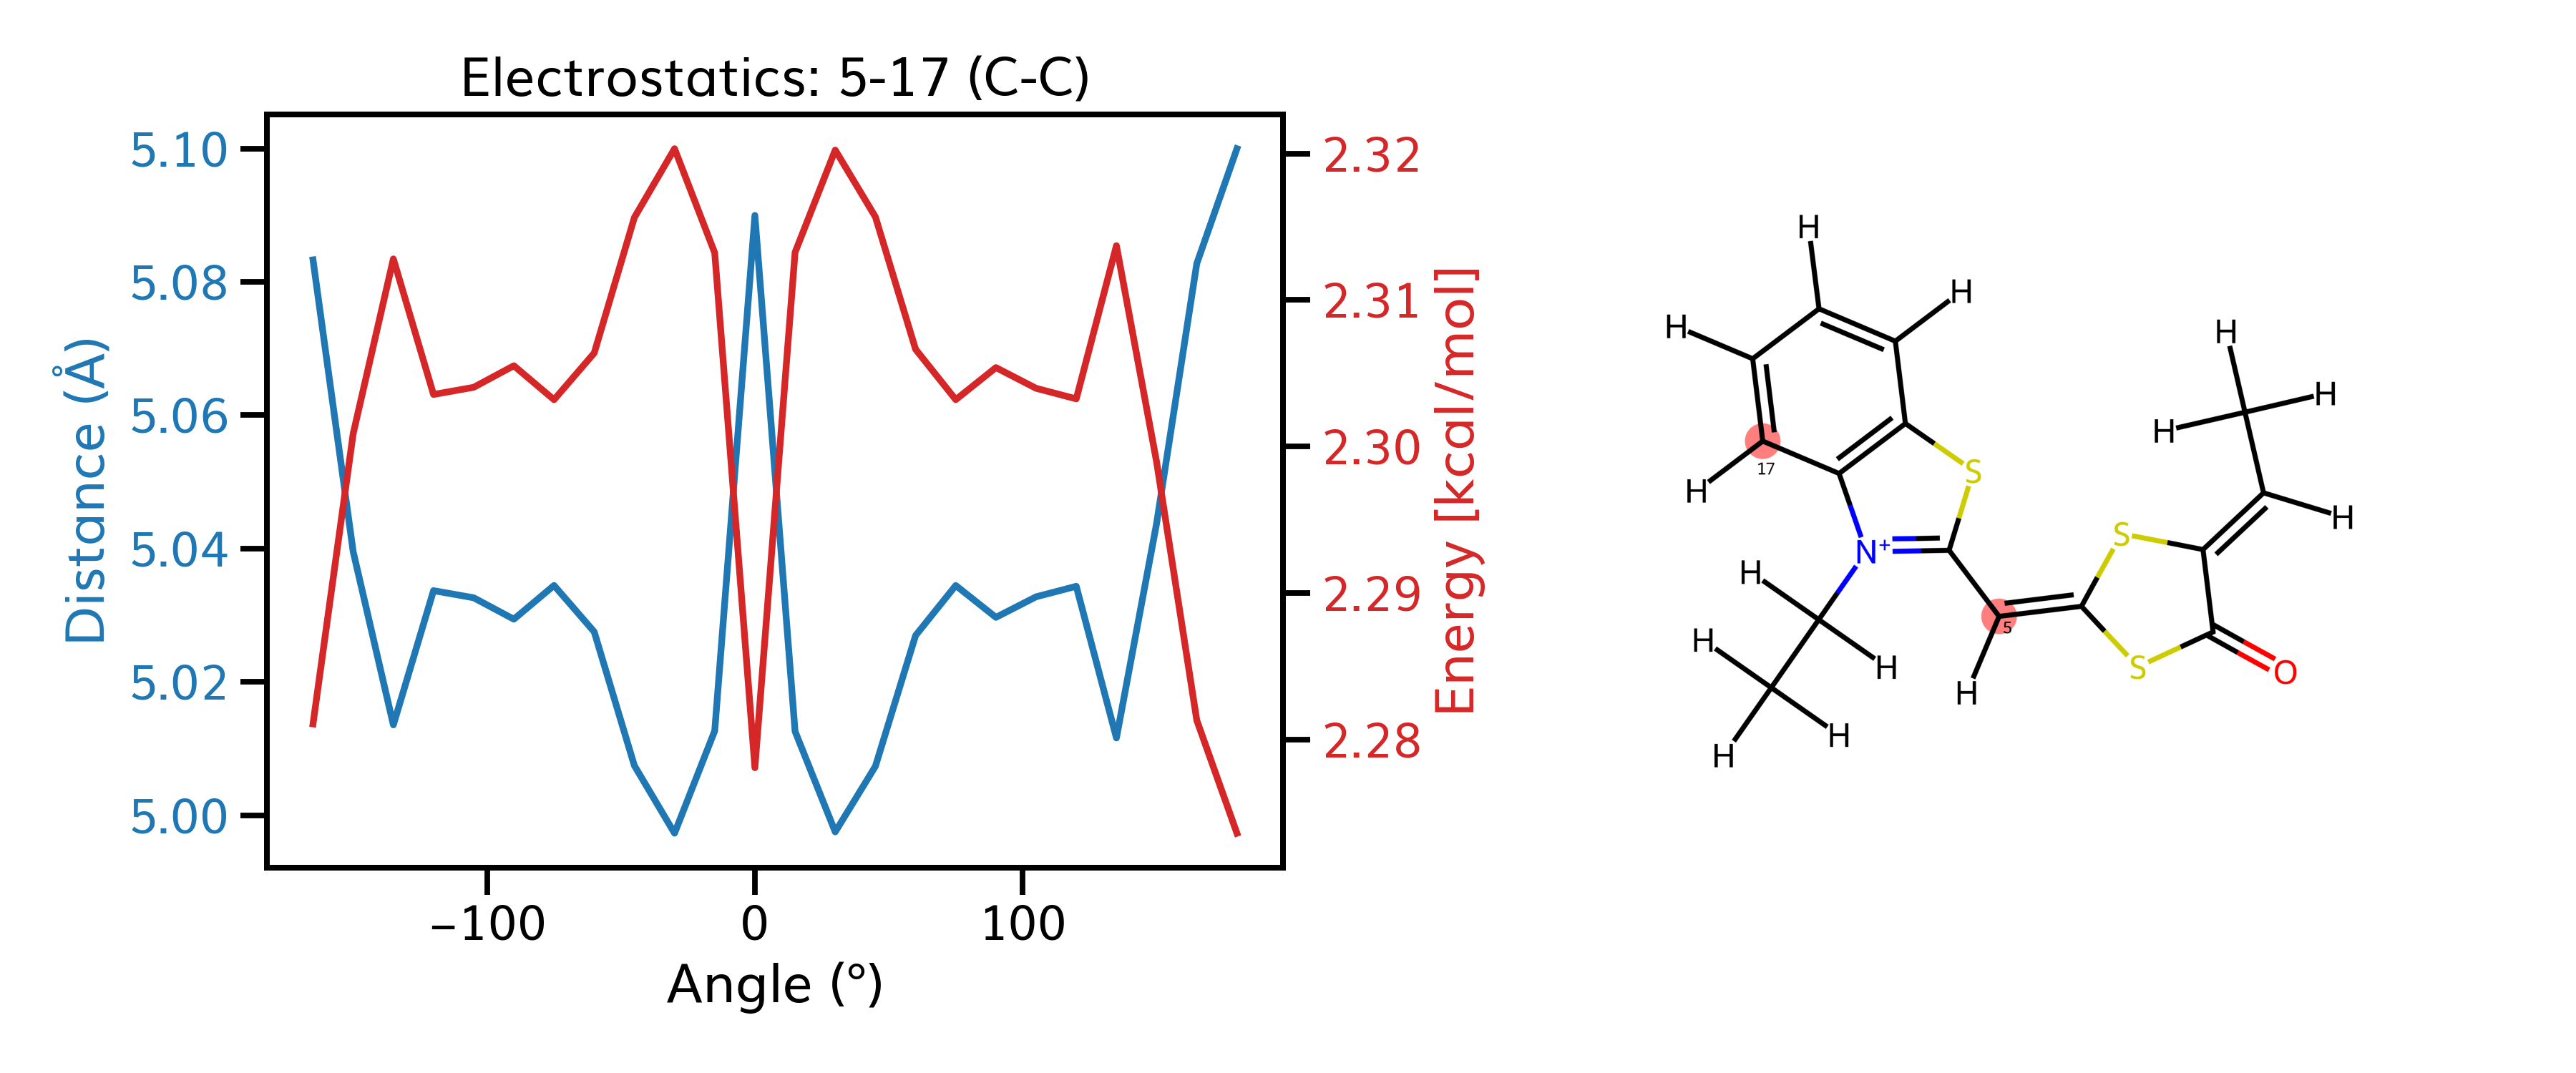 Electrostatics: 5-17 (C-C)
5.10
5.08
5.06
5.04
5.02
5.00
Distance (Å)
2.32
2.31
2.30
2.29
2.28
Energy [kcal/mol]
−100
0
100
Angle (°)
H
H
H
H
H
H
H
17
S
H
S
H
N⁺
H
5
H
H
S
O
H
H
H